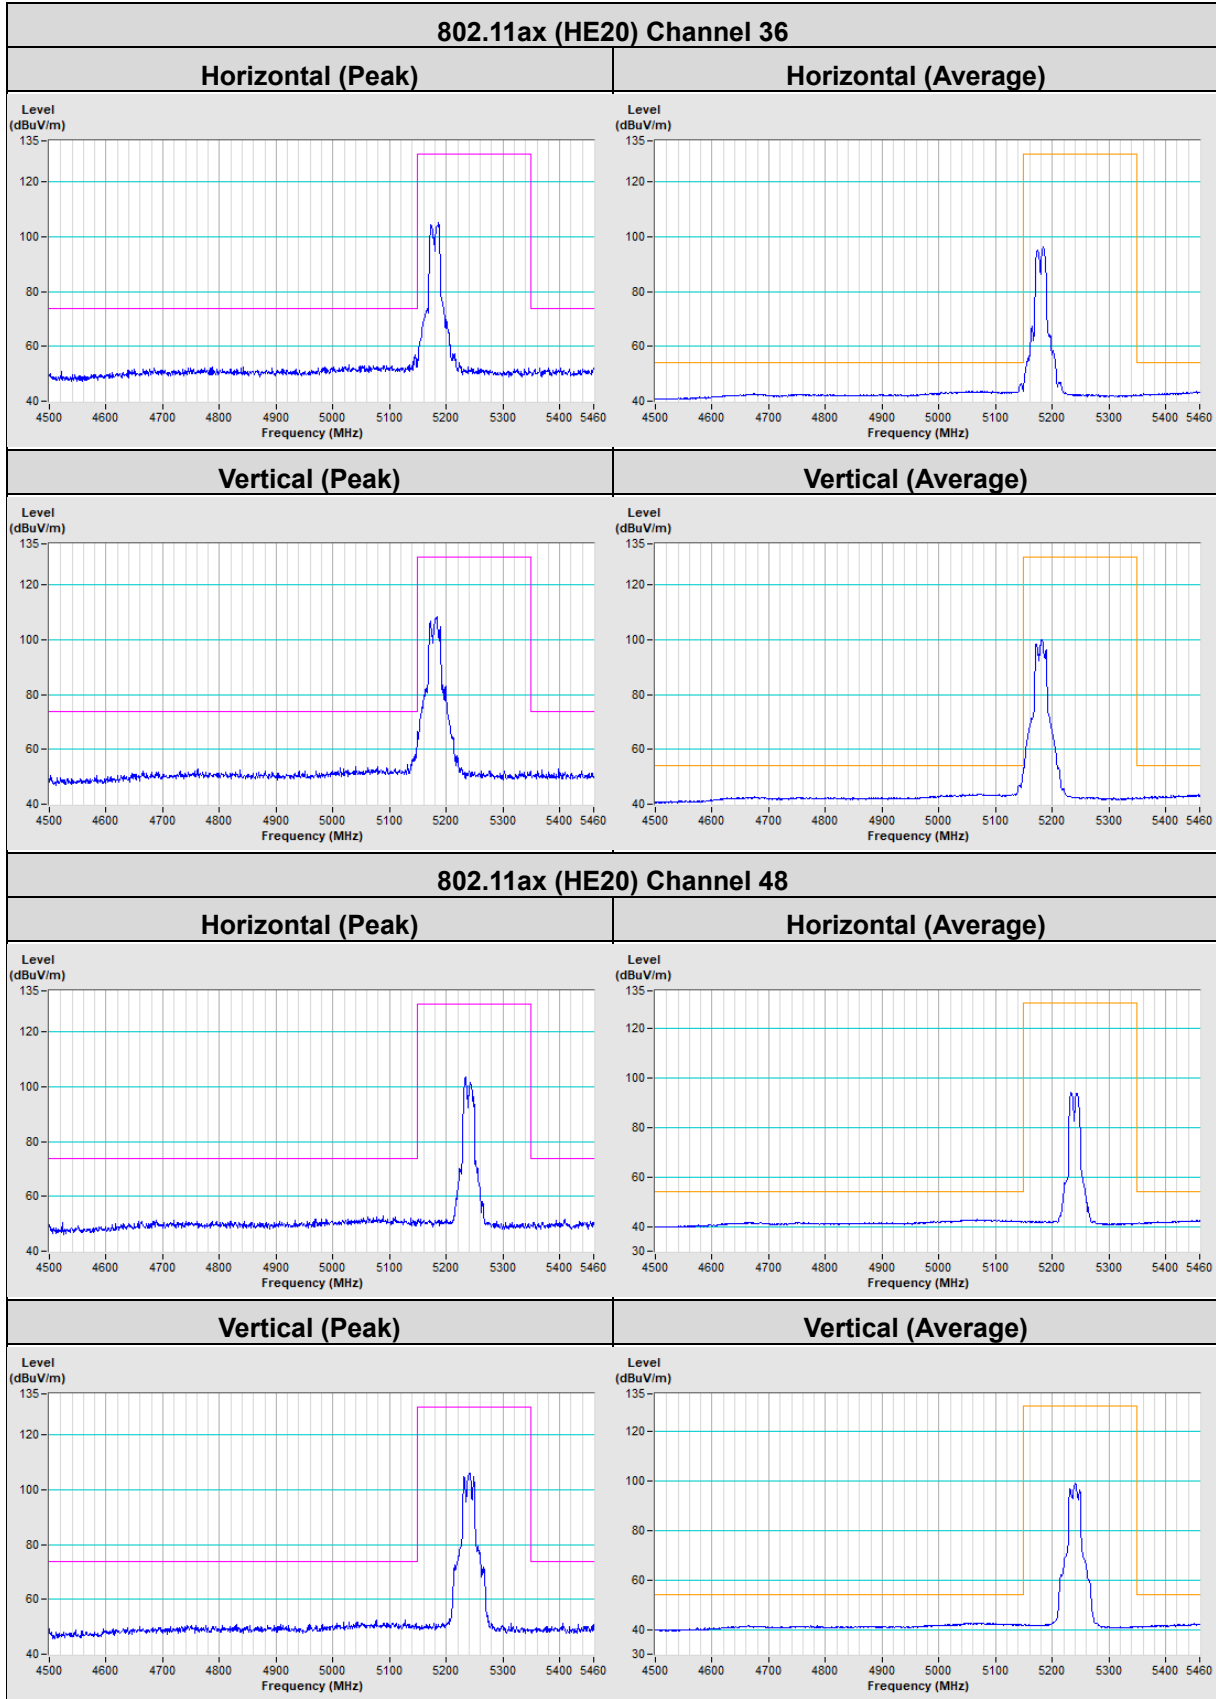 802.11ax (HE20) Channel 36
Horizontal (Peak) Horizontal (Average)
Level Level
(dBuV/m) (dBuV/m)
135 135
120 120
100 100
80 80
60 60
40 40
4500 4600 4700 4800 4900 5000 5100 5200 5300 5400 5460 4500 4600 4700 4800 4900 5000 5100 5200 5300 5400 5460
Frequency (MHz) Frequency (MHz)
Vertical (Peak) Vertical (Average)
Level Level
(dBuV/m) (dBuV/m)
135 135
120 120
100 100
80 80
60 60
40 40
4500 4600 4700 4800 4900 5000 5100 5200 5300 5400 5460 4500 4600 4700 4800 4900 5000 5100 5200 5300 5400 5460
Frequency (MHz) Frequency (MHz)
802.11ax (HE20) Channel 48
Horizontal (Peak) Horizontal (Average)
Level Level
(dBuV/m) (dBuV/m)
135 135
120 120
100 100
80 80
60 60
40 40
30
4500 4600 4700 4800 4900 5000 5100 5200 5300 5400 5460 4500 4600 4700 4800 4900 5000 5100 5200 5300 5400 5460
Frequency (MHz) Frequency (MHz)
Vertical (Peak) Vertical (Average)
Level Level
(dBuV/m) (dBuV/m)
135 135
120 120
100 100
80 80
60 60
40 40
30
4500 4600 4700 4800 4900 5000 5100 5200 5300 5400 5460 4500 4600 4700 4800 4900 5000 5100 5200 5300 5400 5460
Frequency (MHz) Frequency (MHz)